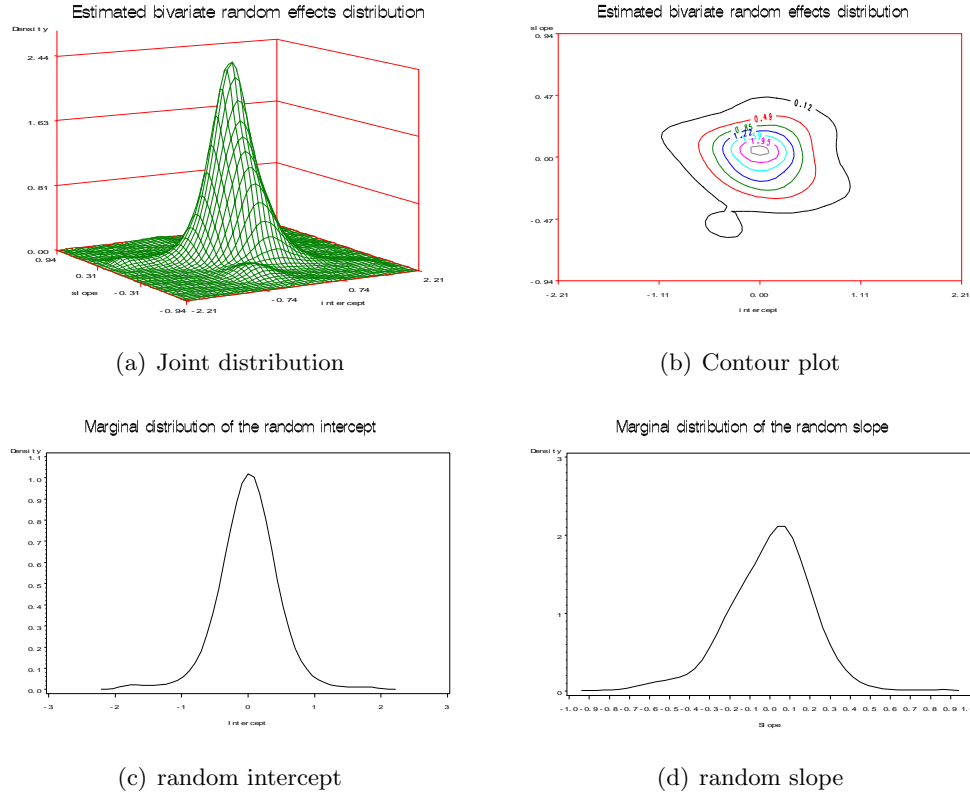 Estimated bivariate random effects distribution
Density
2.44
1.63
0.81
0.00
0.94
0.31
slope
-0.31
-0.94
-2.21
-0.74
intercept
0.74
2.21
(a) Joint distribution
Estimated bivariate random effects distribution
slope
0.94
0.47
0.00
-0.47
-0.94
0.12
0.49
0.85
1.22
1.95
-2.21
-1.11
0.00
1.11
2.21
intercept
(b) Contour plot
Marginal distribution of the random intercept
Density
1.1
1.0
0.9
0.8
0.7
0.6
0.5
0.4
0.3
0.2
0.1
0.0
-3 -2 -1 0 1 2 3
Intercept
(c) random intercept
Marginal distribution of the random slope
Density
3
2
1
0
-1.0 -0.9 -0.8 -0.7 -0.6 -0.5 -0.4 -0.3 -0.2 -0.1 0.0 0.1 0.2 0.3 0.4 0.5 0.6 0.7 0.8 0.9
Slope
(d) random slope